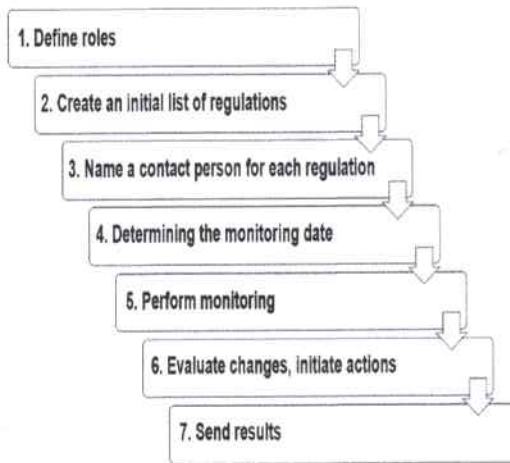 1. Define roles
2. Create an initial list of regulations
3. Name a contact person for each regulation
4. Determining the monitoring date
5. Perform monitoring
6. Evaluate changes, initiate actions
7. Send results